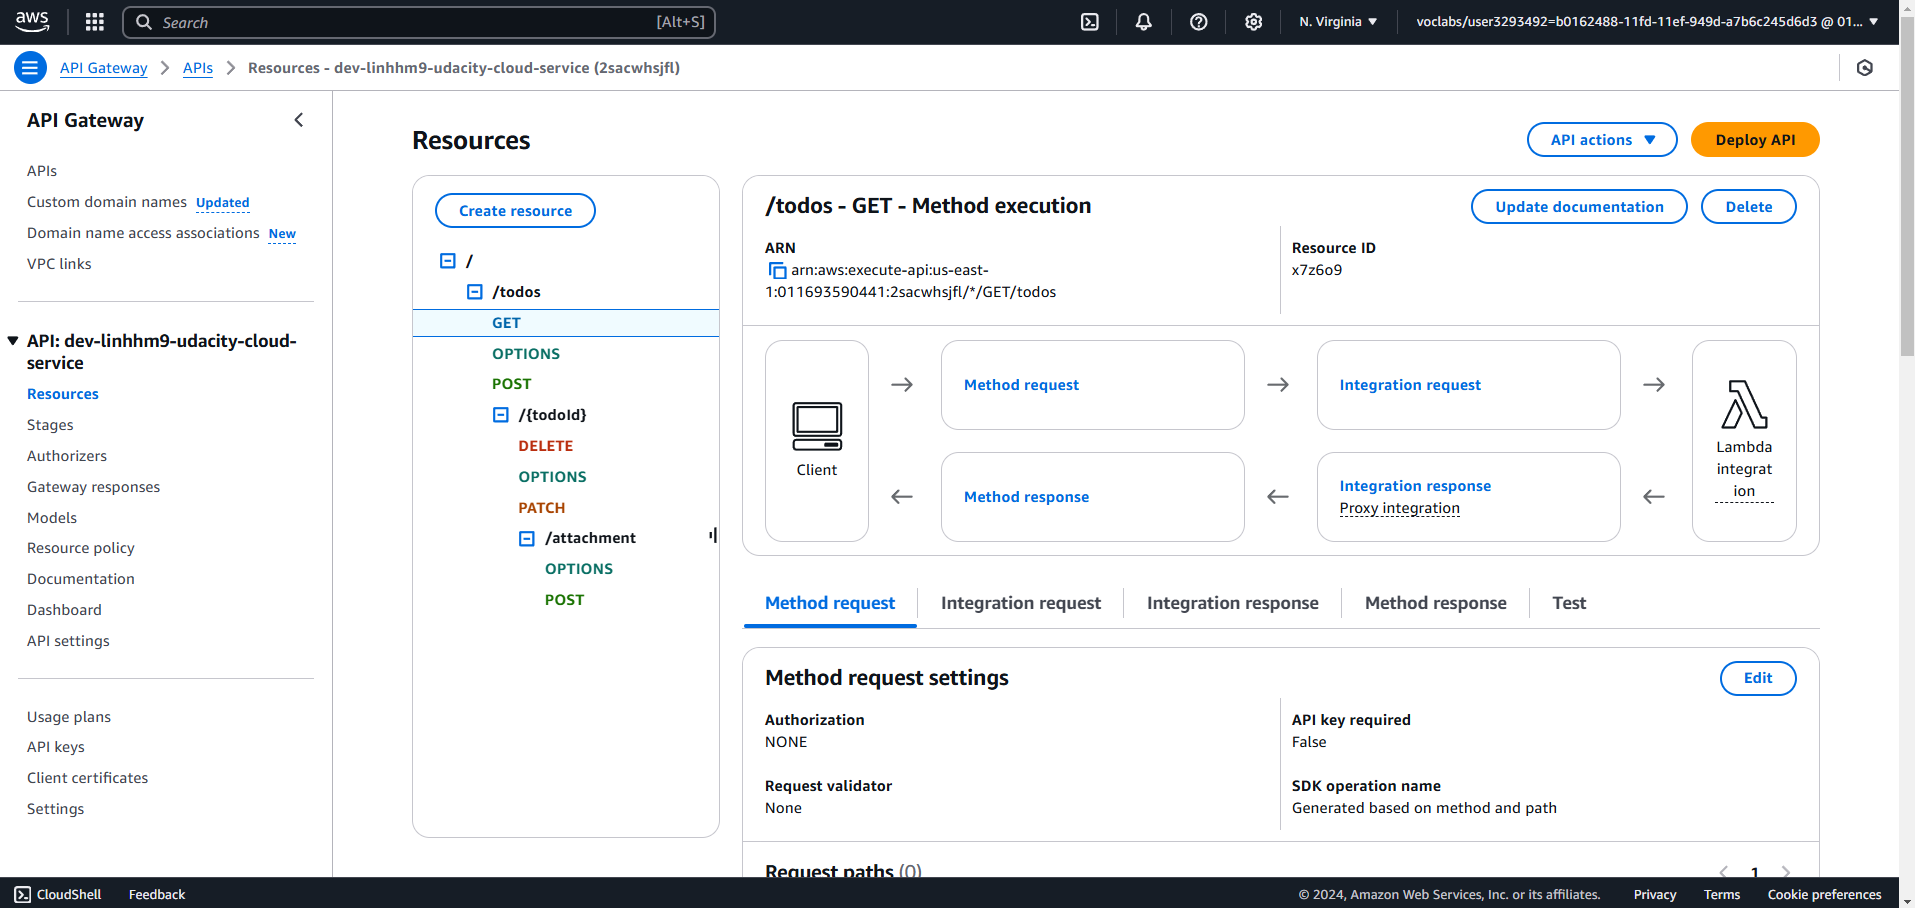 aws
Search
[Alt+S]
N. Virginia
voclabs/user3293492=b0162488-11fd-11ef-949d-a7b6c245d6d3 @ 01...
API Gateway
APIs
Resources - dev-linhhm9-udacity-cloud-service (2sacwhsjfl)
API Gateway
APIs
Custom domain names Updated
Domain name access associations New
VPC links
API: dev-linhhm9-udacity-cloud-
service
Resources
Stages
Authorizers
Gateway responses
Models
Resource policy
Documentation
Dashboard
API settings
Usage plans
API keys
Client certificates
Settings
Resources
API actions
Deploy API
Create resource
/
/todos
GET
OPTIONS
POST
/{todoId}
DELETE
OPTIONS
PATCH
/attachment
OPTIONS
POST
/todos - GET - Method execution
Update documentation
Delete
ARN
arn:aws:execute-api:us-east-
1:011693590441:2sacwhsjfl/*/GET/todos
Resource ID
x7z6o9
Client
Method request
Integration request
Lambda
integrat
ion
Method response
Integration response
Proxy integration
Method request
Integration request
Integration response
Method response
Test
Method request settings
Edit
Authorization
NONE
API key required
False
Request validator
None
SDK operation name
Generated based on method and path
Request paths (0)
1
CloudShell
Feedback
© 2024, Amazon Web Services, Inc. or its affiliates.
Privacy
Terms
Cookie preferences